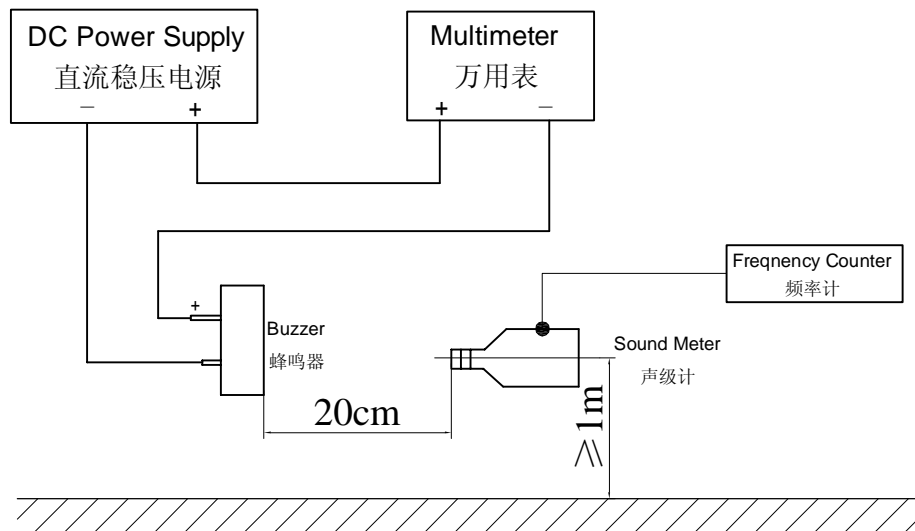 DC Power Supply
直流稳压电源
− +
Multimeter
万用表
+ −
Freqnency Counter
频率计
+
Buzzer
蜂鸣器
Sound Meter
声级计
20cm
≥1m